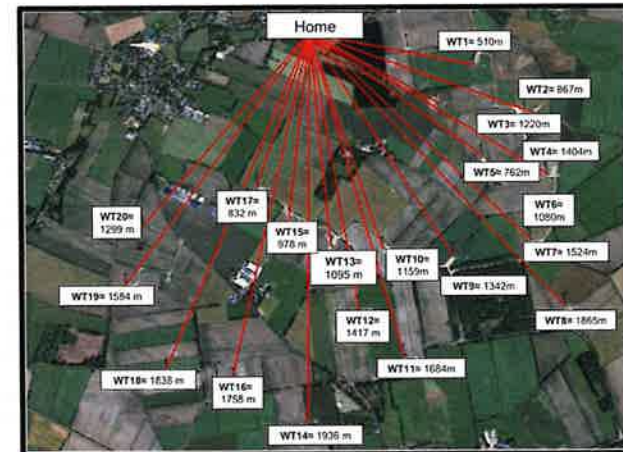 Home
WT1= 510m
WT2= 867m
WT3= 1220m
WT4= 1404m
WT5= 762m
WT6=
1080m
WT7= 1524m
WT8= 1865m
WT17=
832 m
WT20=
1299 m
WT15=
978 m
WT13=
1095 m
WT10=
1159m
WT9= 1342m
WT19= 1584 m
WT12=
1417 m
WT11= 1684m
WT18= 1838 m
WT16=
1758 m
WT14= 1936 m